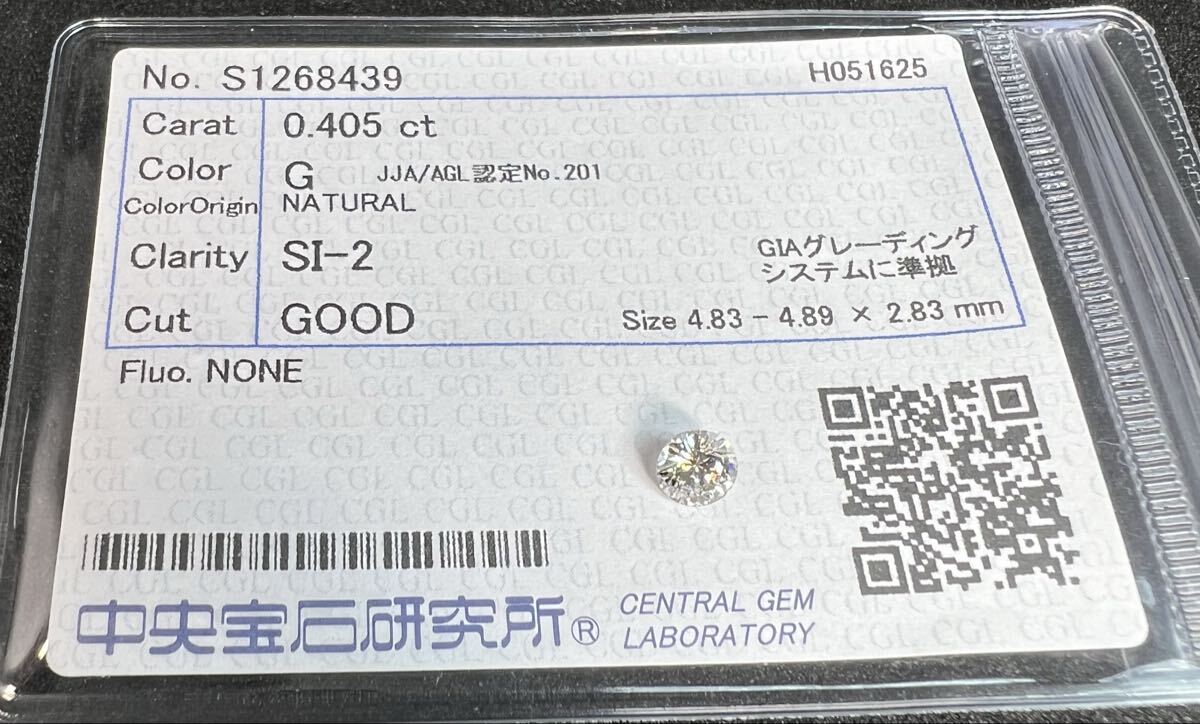 No. S1268439
H051625
Carat 0.405 ct
Color G JJA/AGL認定No.201
ColorOrigin NATURAL
Clarity SI-2
GIAグレーディング
システムに準拠
Cut GOOD
Size 4.83 - 4.89 × 2.83 mm
Fluo. NONE
中央宝石研究所®
CENTRAL GEM
LABORATORY